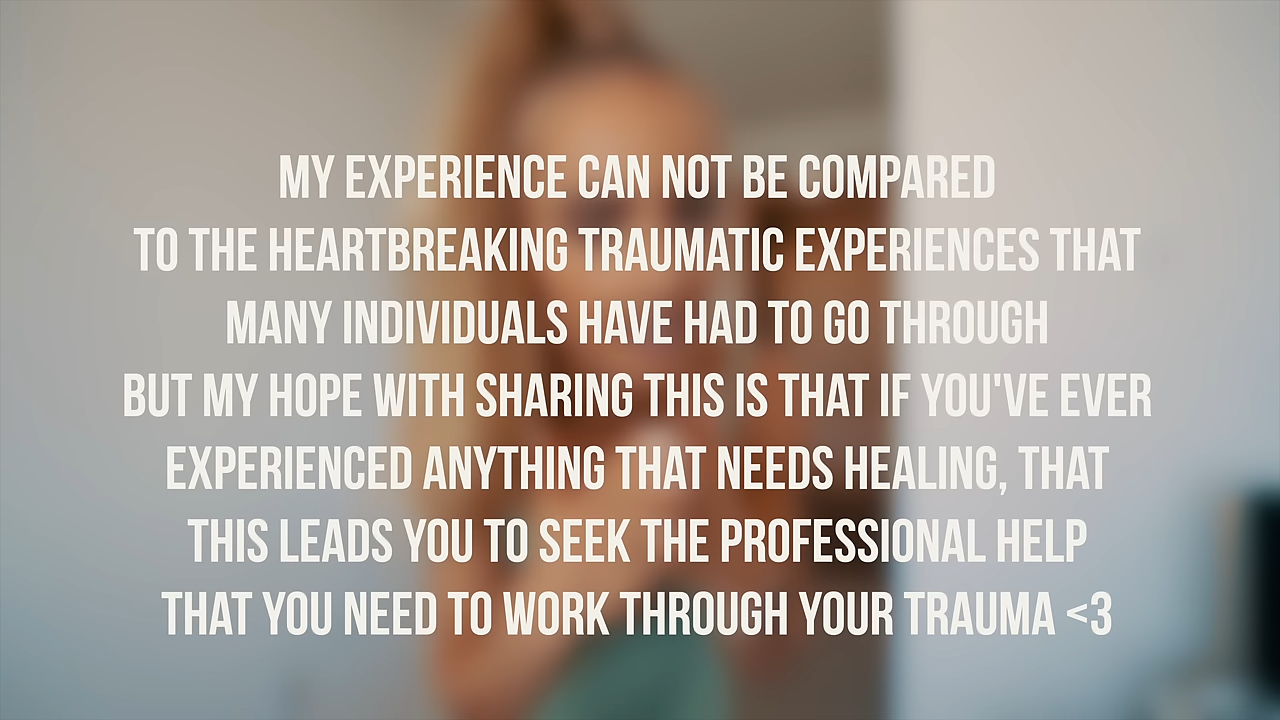 MY EXPERIENCE CAN NOT BE COMPARED
TO THE HEARTBREAKING TRAUMATIC EXPERIENCES THAT
MANY INDIVIDUALS HAVE HAD TO GO THROUGH
BUT MY HOPE WITH SHARING THIS IS THAT IF YOU'VE EVER
EXPERIENCED ANYTHING THAT NEEDS HEALING, THAT
THIS LEADS YOU TO SEEK THE PROFESSIONAL HELP
THAT YOU NEED TO WORK THROUGH YOUR TRAUMA <3